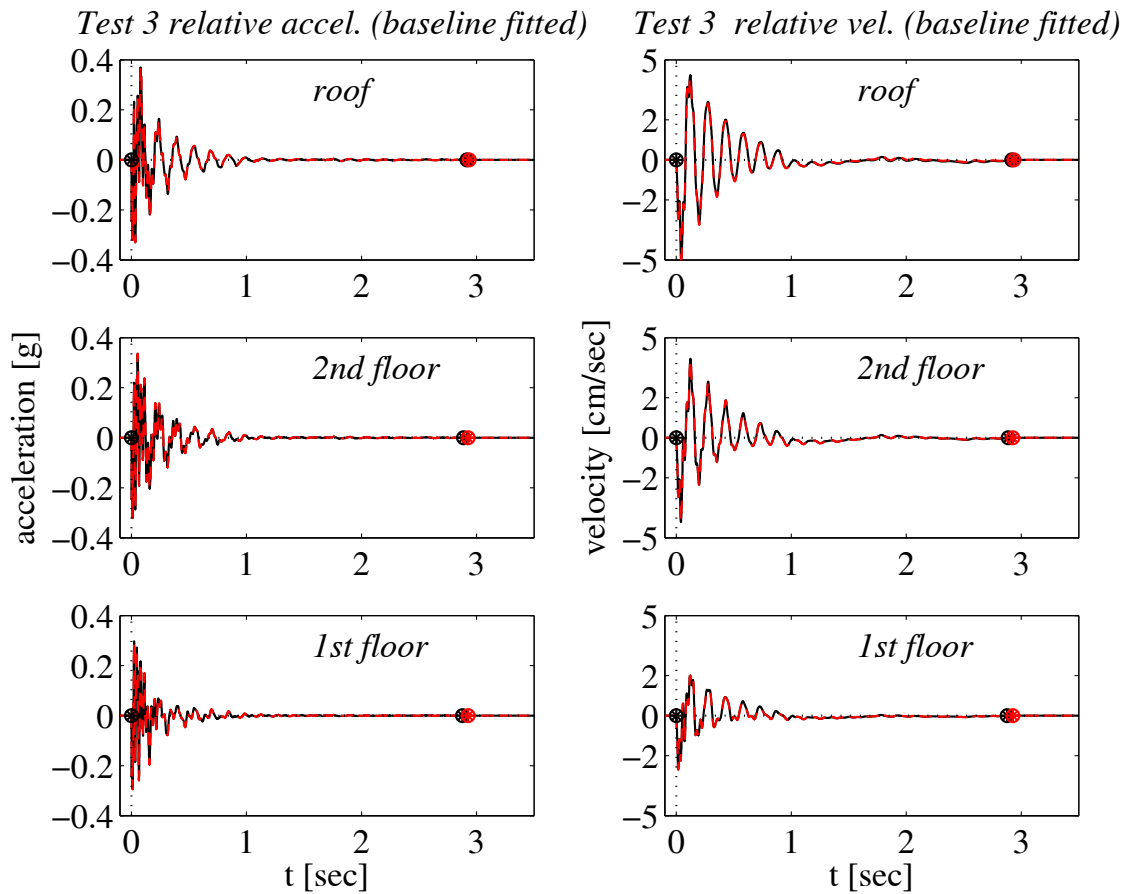 Test 3 relative accel. (baseline fitted)
Test 3  relative vel. (baseline fitted)
0.4
0.2
0
−0.2
−0.4
roof
0 1 2 3
5
2
0
−2
−5
roof
0 1 2 3
acceleration [g]
0.4
0.2
0
−0.2
−0.4
2nd floor
0 1 2 3
velocity [cm/sec]
5
2
0
−2
−5
2nd floor
0 1 2 3
0.4
0.2
0
−0.2
−0.4
1st floor
0 1 2 3
t [sec]
5
2
0
−2
−5
1st floor
0 1 2 3
t [sec]